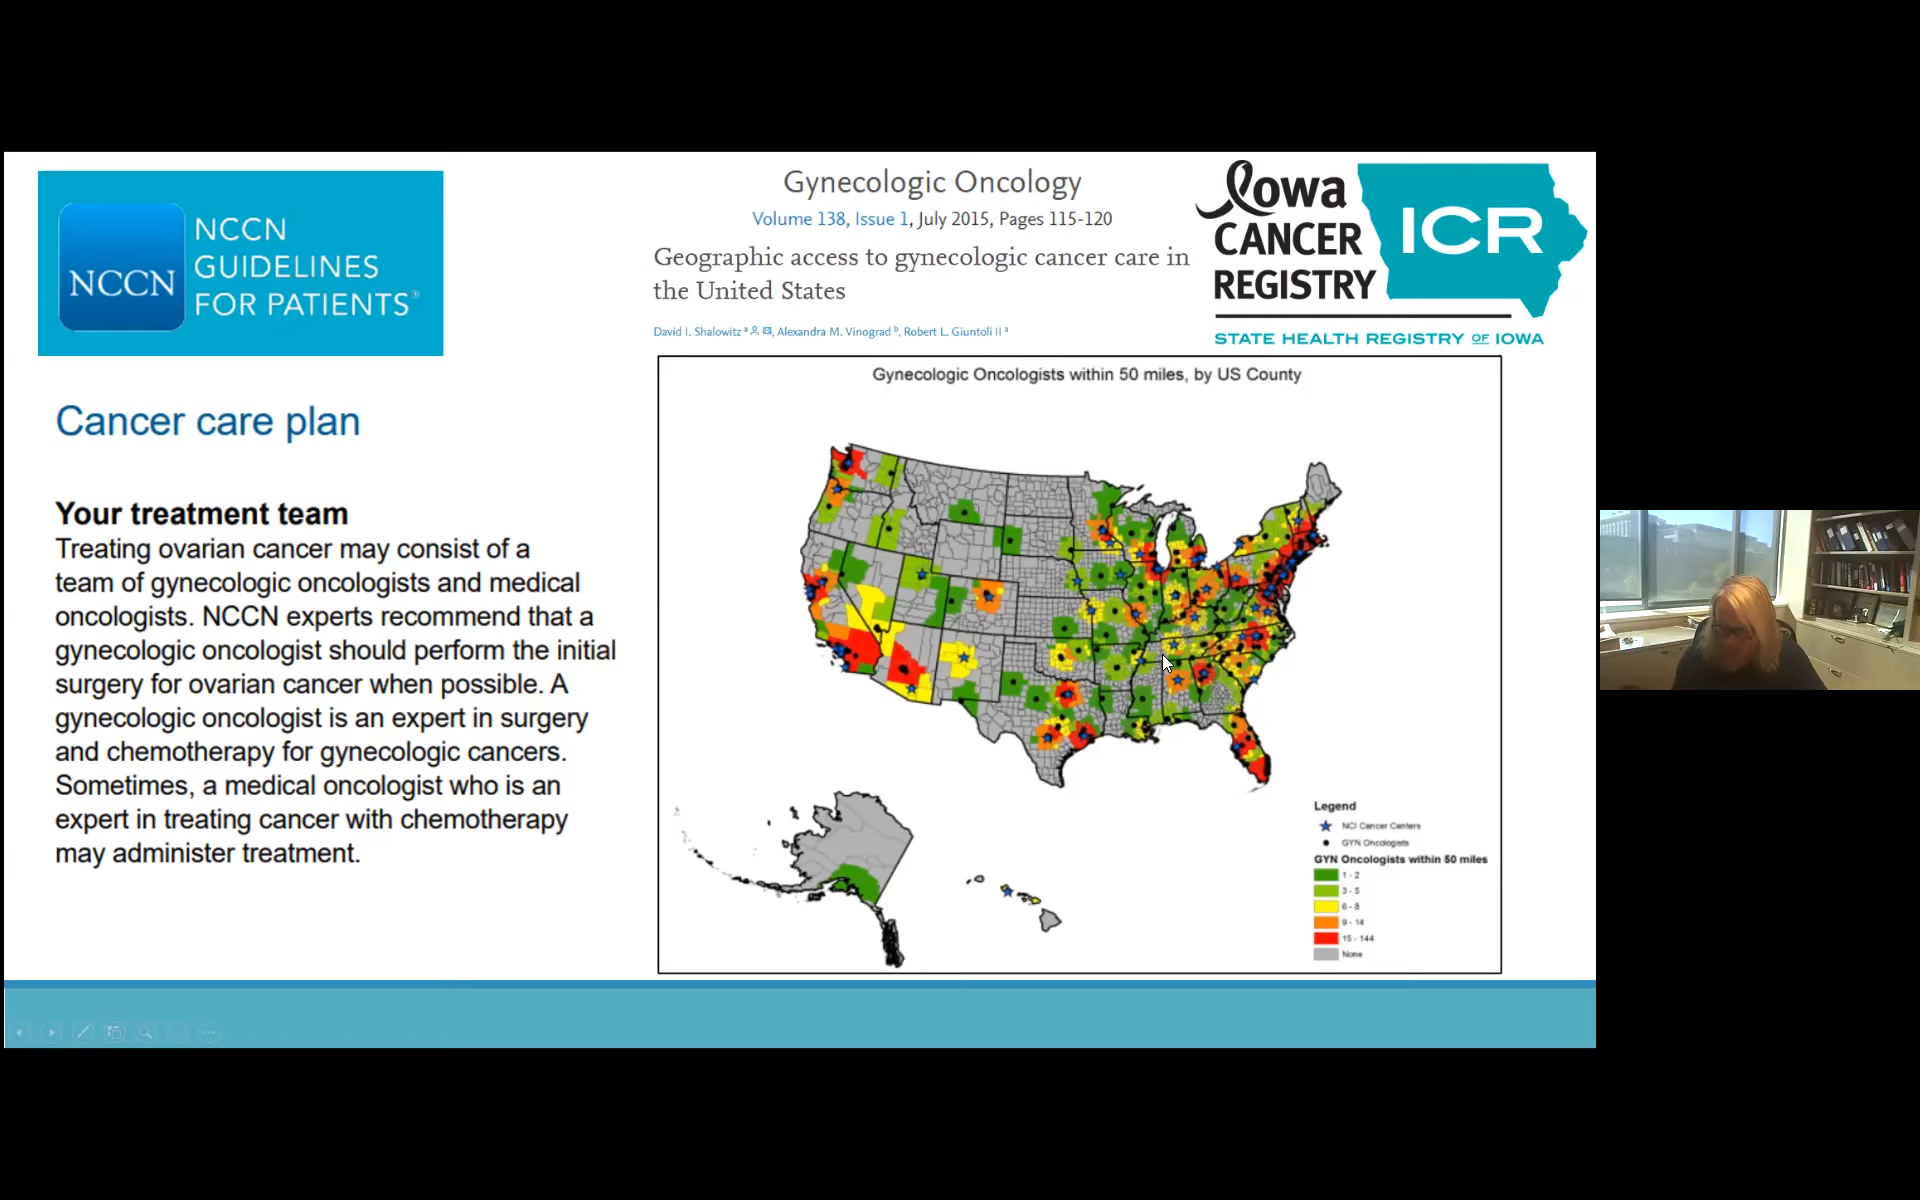 NCCN
NCCN
GUIDELINES
FOR PATIENTS®
Cancer care plan
Your treatment team
Treating ovarian cancer may consist of a
team of gynecologic oncologists and medical
oncologists. NCCN experts recommend that a
gynecologic oncologist should perform the initial
surgery for ovarian cancer when possible. A
gynecologic oncologist is an expert in surgery
and chemotherapy for gynecologic cancers.
Sometimes, a medical oncologist who is an
expert in treating cancer with chemotherapy
may administer treatment.
Gynecologic Oncology
Volume 138, Issue 1, July 2015, Pages 115-120
Geographic access to gynecologic cancer care in
the United States
David I. Shalowitz a, Alexandra M. Vinograd b, Robert L. Giuntoli II a
Iowa
CANCER
REGISTRY
ICR
STATE HEALTH REGISTRY OF IOWA
Gynecologic Oncologists within 50 miles, by US County
Legend
NCI Cancer Centers
GYN Oncologists
GYN Oncologists within 50 miles
1 - 2
3 - 5
6 - 8
9 - 14
15 - 144
None